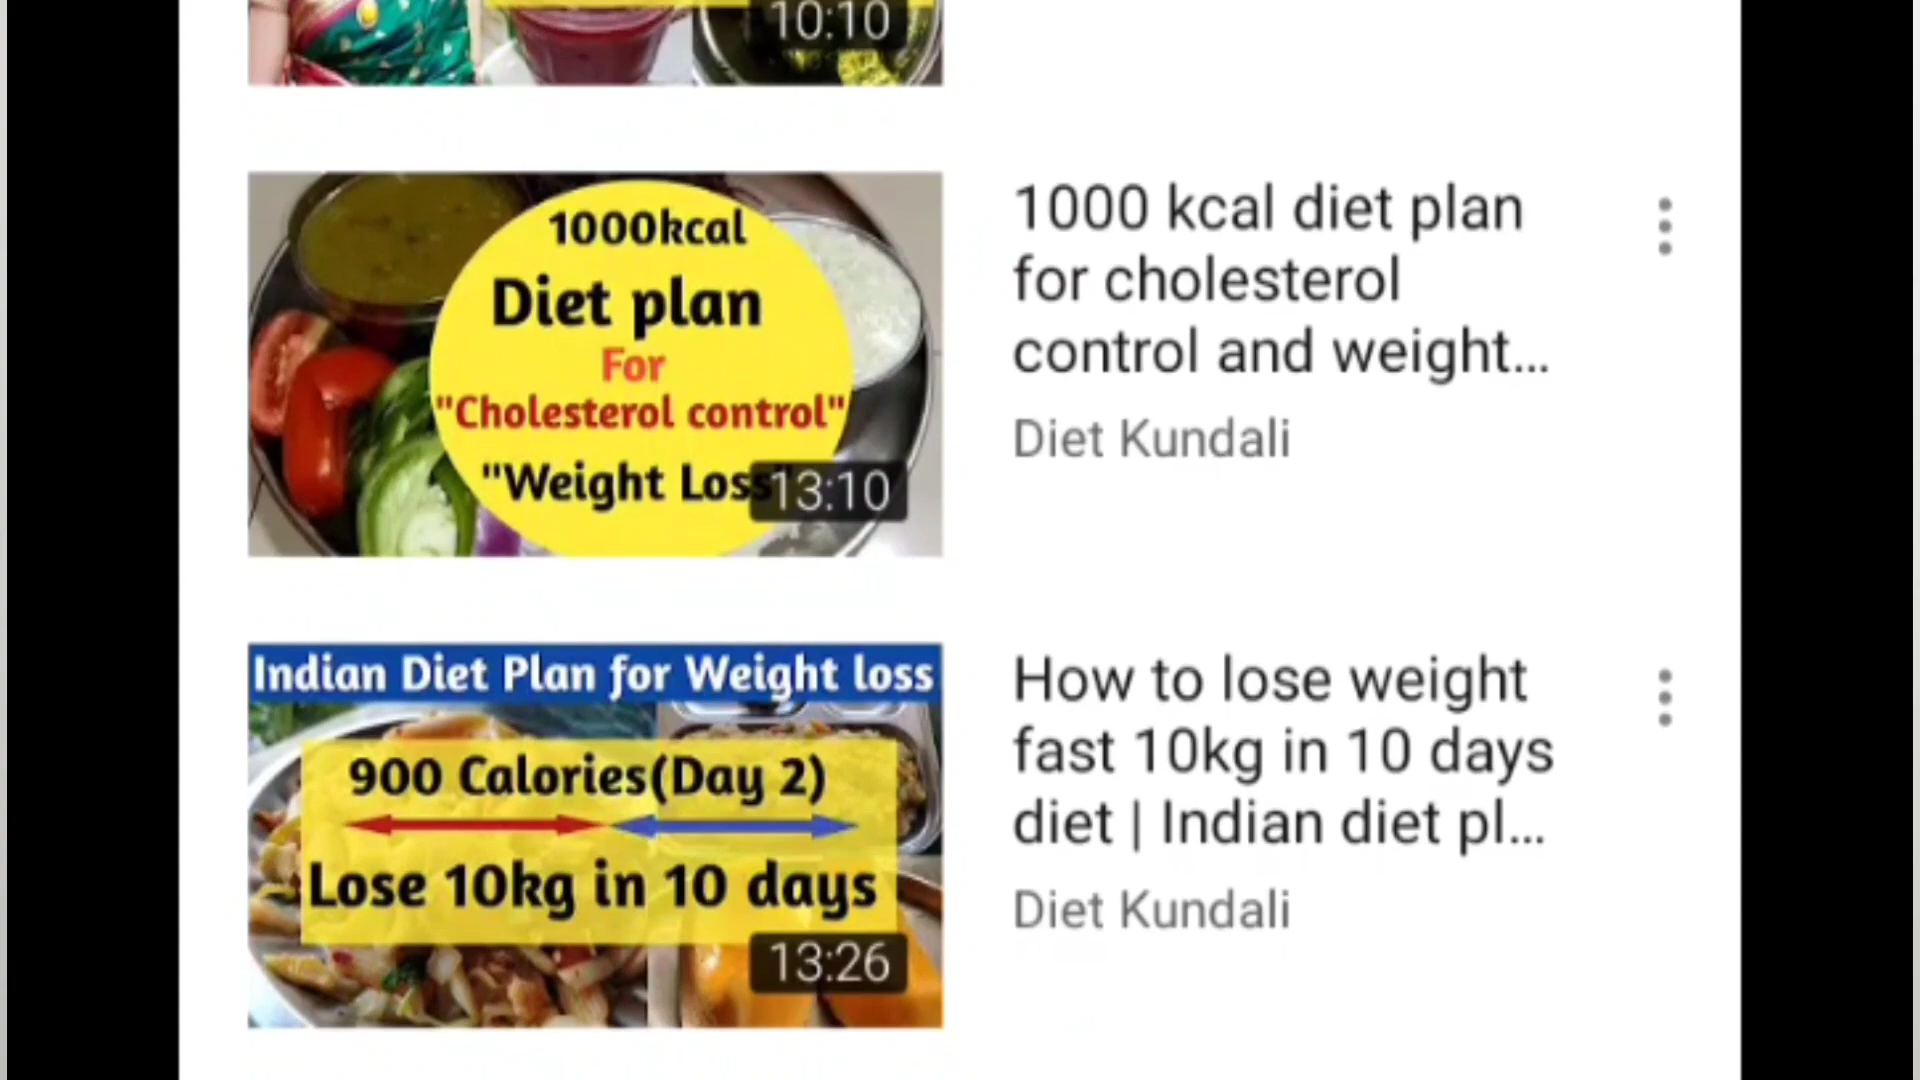 10:10
1000kcal
Diet plan
For
"Cholesterol control"
"Weight Loss"
13:10
1000 kcal diet plan
for cholesterol
control and weight...
Diet Kundali
Indian Diet Plan for Weight loss
900 Calories(Day 2)
Lose 10kg in 10 days
13:26
How to lose weight
fast 10kg in 10 days
diet | Indian diet pl...
Diet Kundali